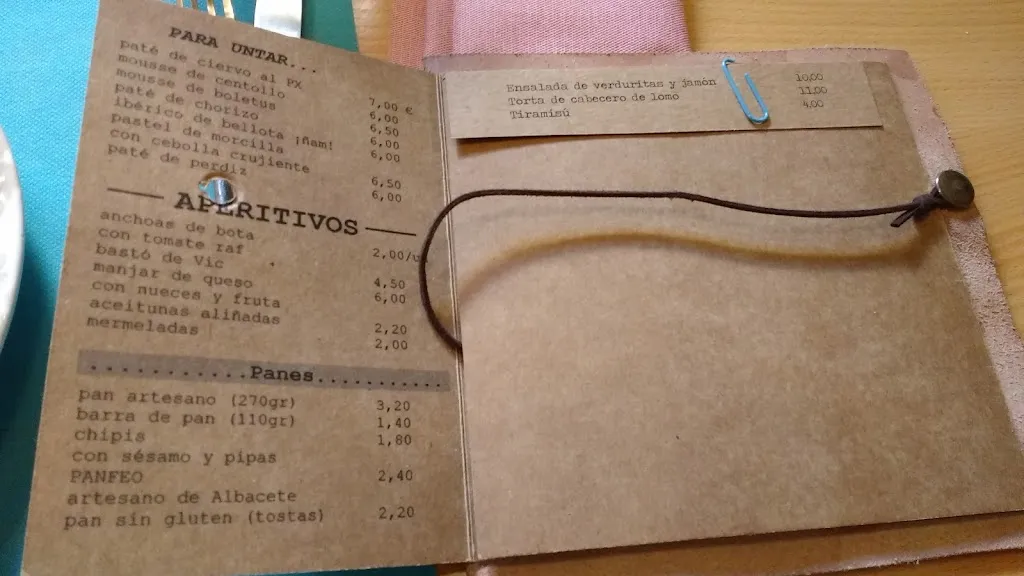 PARA UNTAR...
paté de ciervo al PX 7,00 €
mousse de centollo 6,00
mousse de boletus 6,50
paté de chorizo 6,00
ibérico de bellota ¡ñam! 6,00
pastel de morcilla
con cebolla crujiente 6,50
paté de perdiz 6,00
APERITIVOS
anchoas de bota 2,00/u
con tomate raf
bastó de Vic 4,50
manjar de queso 6,00
con nueces y fruta
aceitunas aliñadas 2,20
mermeladas 2,00
............Panes............
pan artesano (270gr) 3,20
barra de pan (110gr) 1,40
chipis 1,80
con sésamo y pipas
PANFEO 2,40
artesano de Albacete
pan sin gluten (tostas) 2,20
Ensalada de verduritas y jamón 10,00
Torta de cabecero de lomo 11,00
Tiramisú 4,00